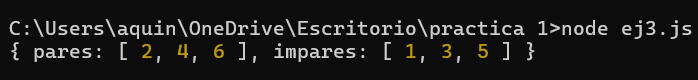 C:\Users\aquin\OneDrive\Escritorio\practica 1>node ej3.js
{ pares: [ 2, 4, 6 ], impares: [ 1, 3, 5 ] }